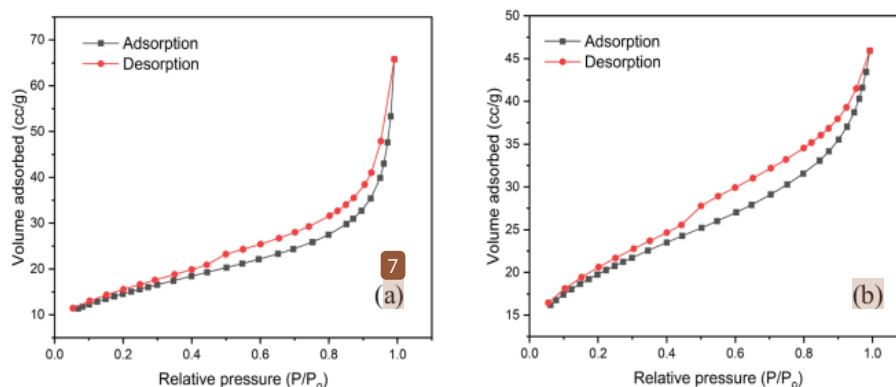 70
60
50
40
30
20
10
Volume adsorbed (cc/g)
Adsorption
Desorption
7
(a)
0.0 0.2 0.4 0.6 0.8 1.0
Relative pressure (P/P₀)
50
45
40
35
30
25
20
15
Volume adsorbed (cc/g)
Adsorption
Desorption
(b)
0.0 0.2 0.4 0.6 0.8 1.0
Relative pressure (P/P₀)